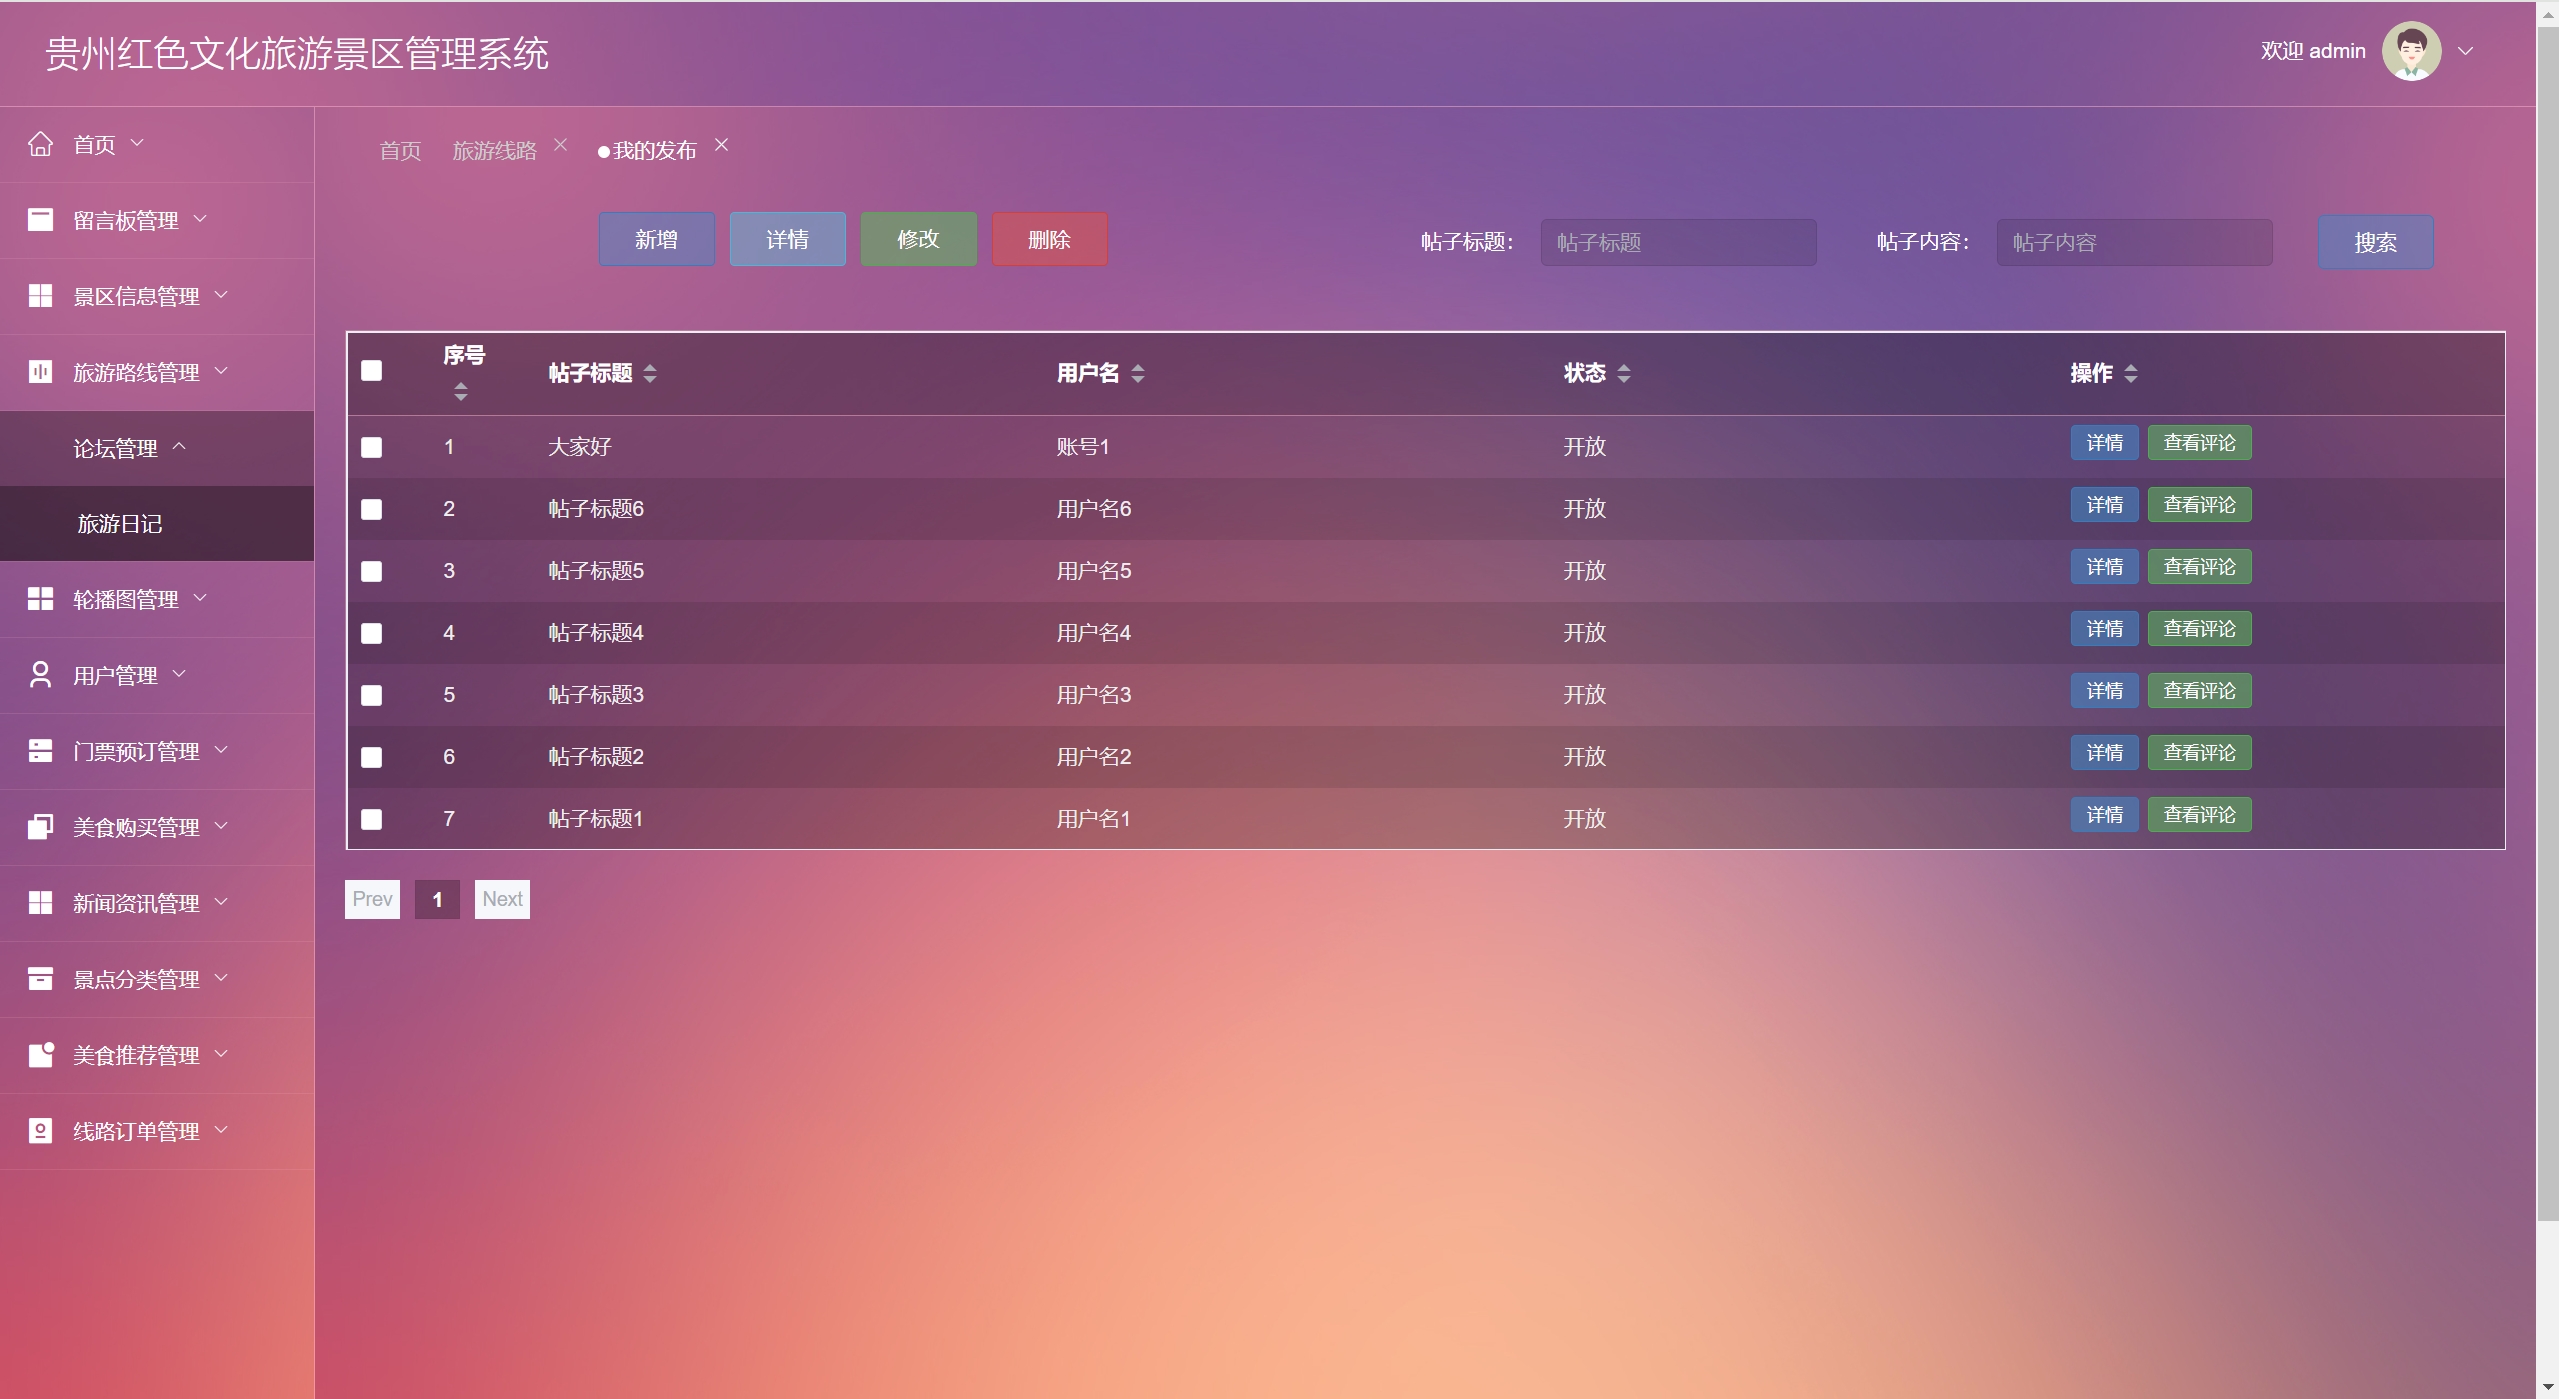 贵州红色文化旅游景区管理系统
欢迎 admin
首页
留言板管理
景区信息管理
旅游路线管理
论坛管理
旅游日记
轮播图管理
用户管理
门票预订管理
美食购买管理
新闻资讯管理
景点分类管理
美食推荐管理
线路订单管理
首页 旅游线路 我的发布
新增 详情 修改 删除 帖子标题： 帖子标题 帖子内容： 帖子内容 搜索
序号 帖子标题 用户名 状态 操作
1 大家好 账号1 开放 详情 查看评论
2 帖子标题6 用户名6 开放 详情 查看评论
3 帖子标题5 用户名5 开放 详情 查看评论
4 帖子标题4 用户名4 开放 详情 查看评论
5 帖子标题3 用户名3 开放 详情 查看评论
6 帖子标题2 用户名2 开放 详情 查看评论
7 帖子标题1 用户名1 开放 详情 查看评论
Prev 1 Next